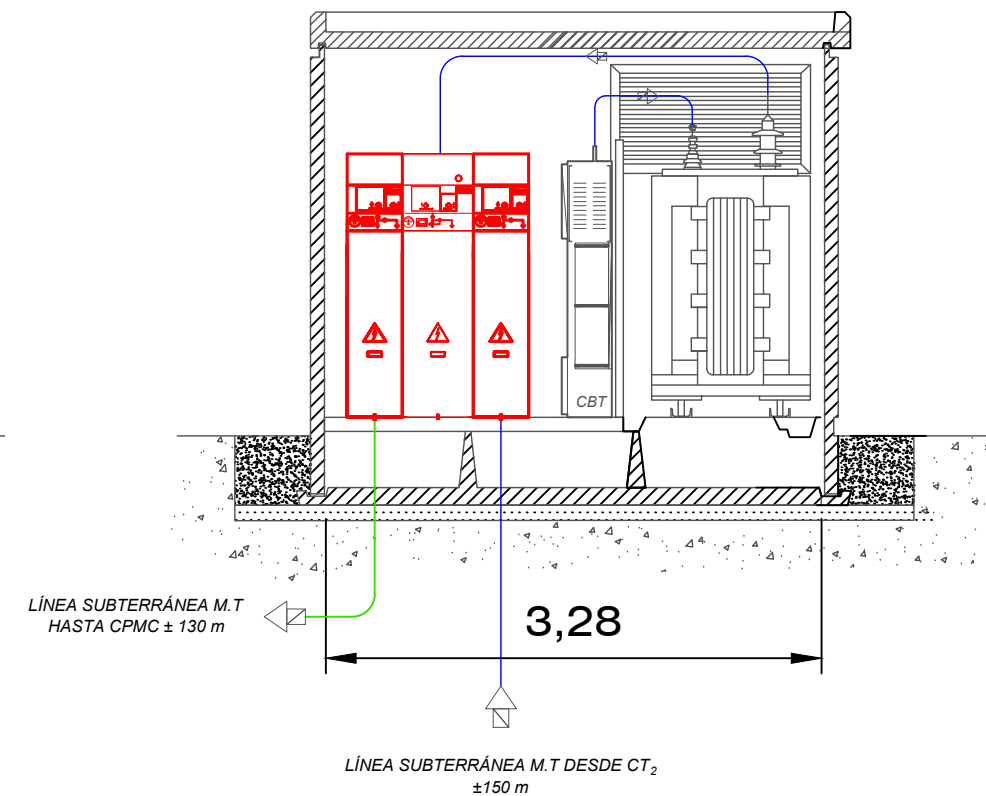 CBT
LÍNEA SUBTERRÁNEA M.T
HASTA CPMC ± 130 m
3,28
LÍNEA SUBTERRÁNEA M.T DESDE CT₂
±150 m